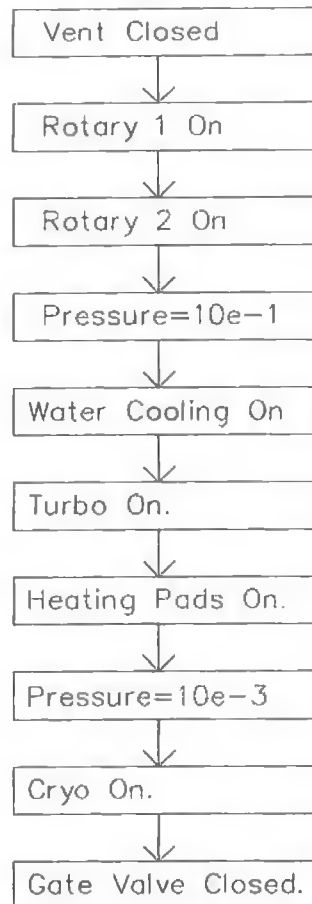 Vent Closed
Rotary 1 On
Rotary 2 On
Pressure=10e-1
Water Cooling On
Turbo On.
Heating Pads On.
Pressure=10e-3
Cryo On.
Gate Valve Closed.